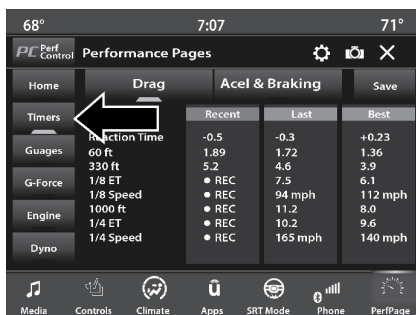 68° 7:07 71°
PC Perf Control Performance Pages
Home Drag Acel & Braking Save
Timers Recent Last Best
Reaction Time -0.5 -0.3 +0.23
60 ft 1.89 1.72 1.36
Guages
330 ft 5.2 4.6 3.9
1/8 ET ● REC 7.5 6.1
G-Force
1/8 Speed ● REC 94 mph 112 mph
1000 ft ● REC 11.2 8.0
Engine
1/4 ET ● REC 10.2 9.6
1/4 Speed ● REC 165 mph 140 mph
Dyno
Media Controls Climate Apps SRT Mode Phone PerfPage